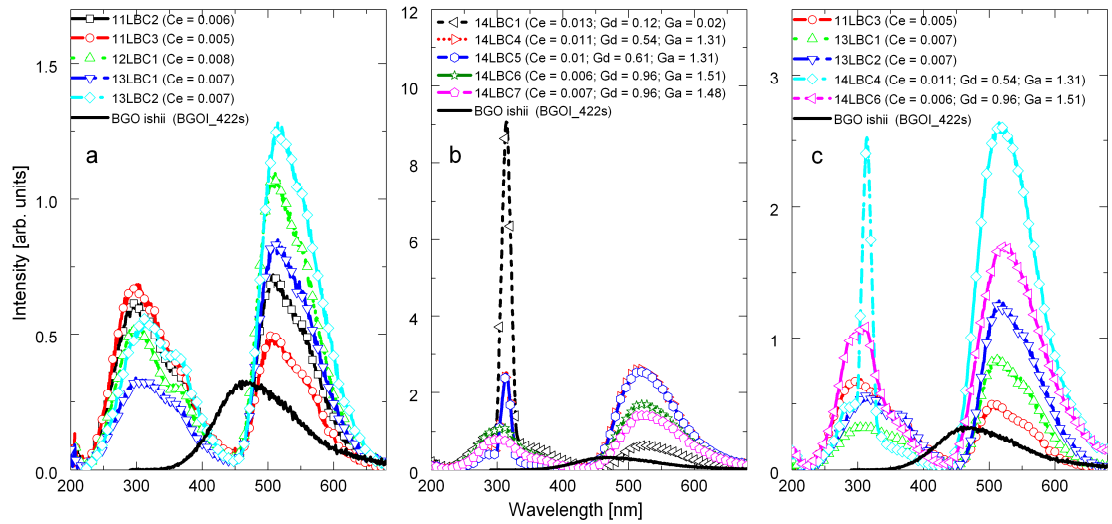 11LBC2 (Ce = 0.006)
11LBC3 (Ce = 0.005)
12LBC1 (Ce = 0.008)
13LBC1 (Ce = 0.007)
13LBC2 (Ce = 0.007)
BGO ishii (BGOI_422s)
a
1.5
1.0
0.5
0.0
200 300 400 500 600
Intensity [arb. units]
14LBC1 (Ce = 0.013; Gd = 0.12; Ga = 0.02)
14LBC4 (Ce = 0.011; Gd = 0.54; Ga = 1.31)
14LBC5 (Ce = 0.01; Gd = 0.61; Ga = 1.31)
14LBC6 (Ce = 0.006; Gd = 0.96; Ga = 1.51)
14LBC7 (Ce = 0.007; Gd = 0.96; Ga = 1.48)
BGO ishii (BGOI_422s)
b
12
10
8
6
4
2
0
200 300 400 500 600
Wavelength [nm]
11LBC3 (Ce = 0.005)
13LBC1 (Ce = 0.007)
13LBC2 (Ce = 0.007)
14LBC4 (Ce = 0.011; Gd = 0.54; Ga = 1.31)
14LBC6 (Ce = 0.006; Gd = 0.96; Ga = 1.51)
BGO ishii (BGOI_422s)
c
3
2
1
0
200 300 400 500 600